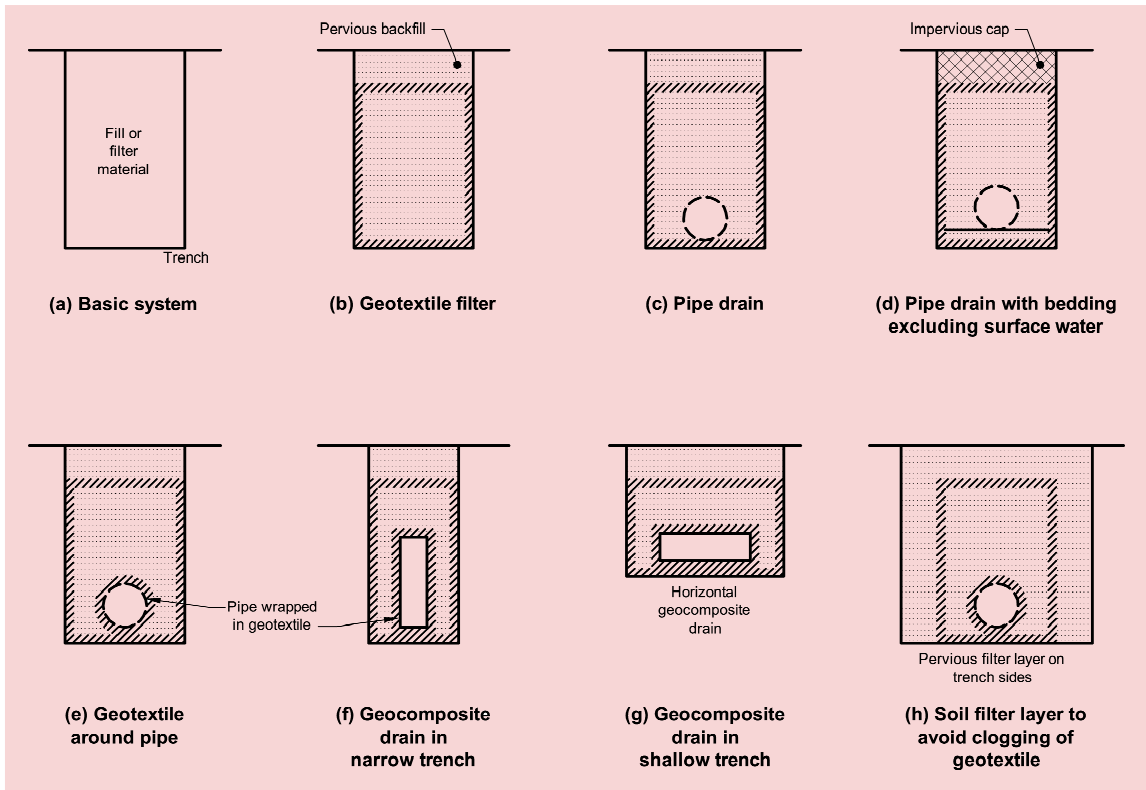 Pervious backfill
Impervious cap
Fill or
filter
material
Trench
(a) Basic system
(b) Geotextile filter
(c) Pipe drain
(d) Pipe drain with bedding
excluding surface water
Pipe wrapped
in geotextile
Horizontal
geocomposite
drain
Pervious filter layer on
trench sides
(e) Geotextile
around pipe
(f) Geocomposite
drain in
narrow trench
(g) Geocomposite
drain in
shallow trench
(h) Soil filter layer to
avoid clogging of
geotextile